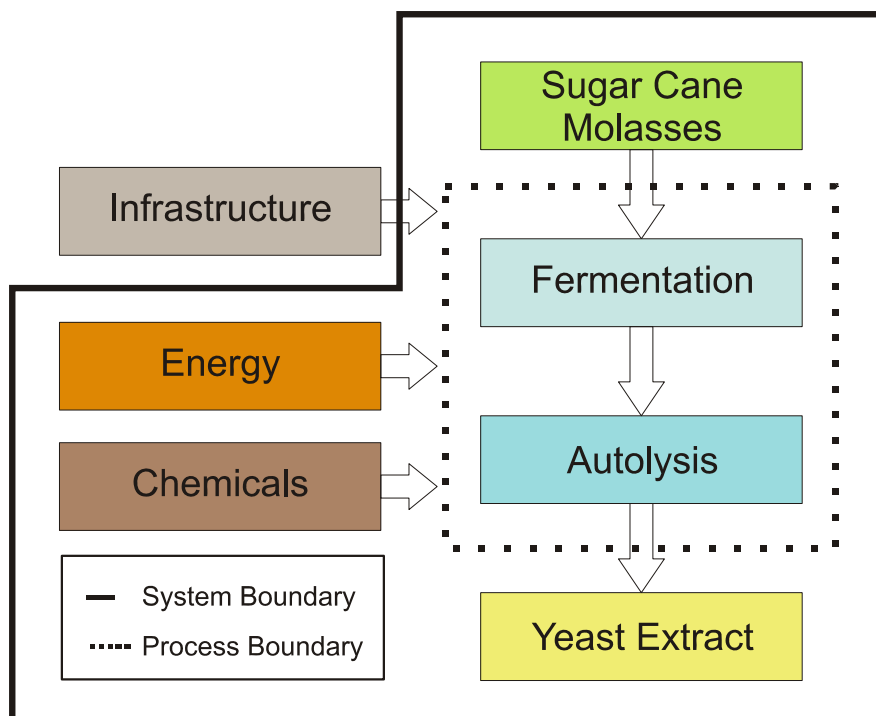 Sugar Cane
Molasses
Infrastructure
Fermentation
Energy
Autolysis
Chemicals
System Boundary
Process Boundary
Yeast Extract